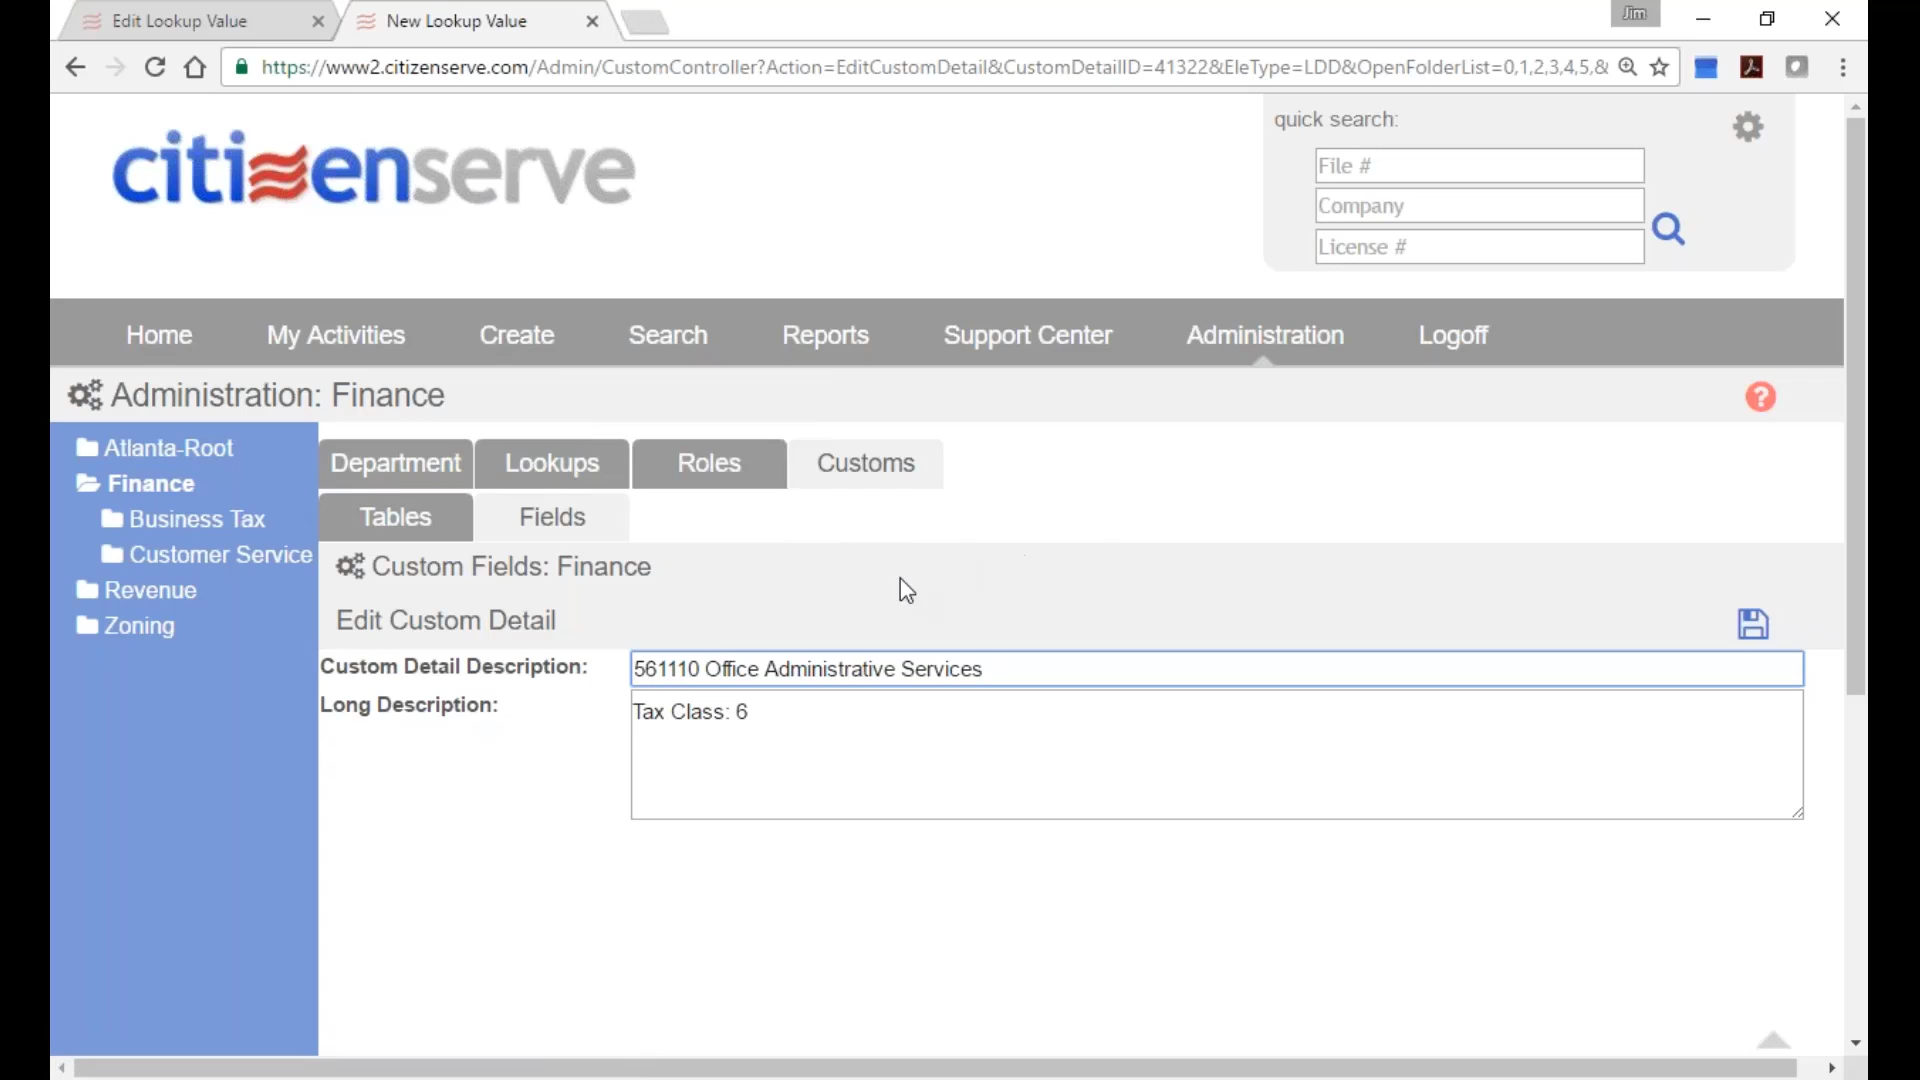 Edit Lookup Value
New Lookup Value
Jim
https://www2.citizenserve.com/Admin/CustomController?Action=EditCustomDetail&CustomDetailID=41322&EleType=LDD&OpenFolderList=0,1,2,3,4,5,&
citizenserve
quick search:
File #
Company
License #
Home My Activities Create Search Reports Support Center Administration Logoff
Administration: Finance
?
Atlanta-Root
Finance
Business Tax
Customer Service
Revenue
Zoning
Department Lookups Roles Customs
Tables Fields
Custom Fields: Finance
Edit Custom Detail
Custom Detail Description: 561110 Office Administrative Services
Long Description: Tax Class: 6